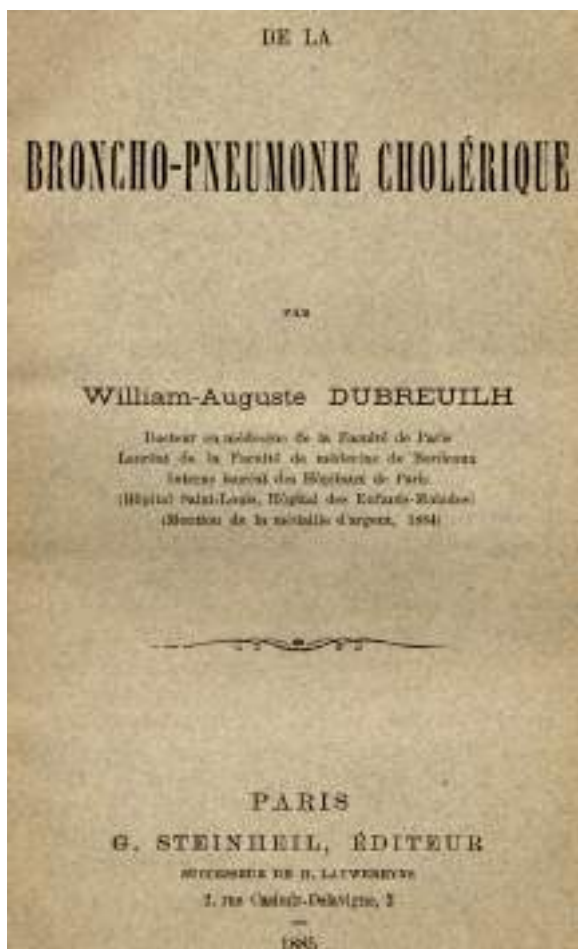 DE LA
BRONCHO-PNEUMONIE CHOLÉRIQUE
PAR
William-Auguste DUBREUILH
Docteur en médecine de la Faculté de Paris
Lauréat de la Faculté de médecine de Bordeaux
Interne lauréat des Hôpitaux de Paris
(Hôpital Saint-Louis, Hôpital des Enfants-Malades)
(Mention de la médaille d'argent, 1884)
PARIS
G. STEINHEIL, ÉDITEUR
SUCCESSEUR DE H. LAUWEREYNS
2, rue Casimir-Delavigne, 2
1885